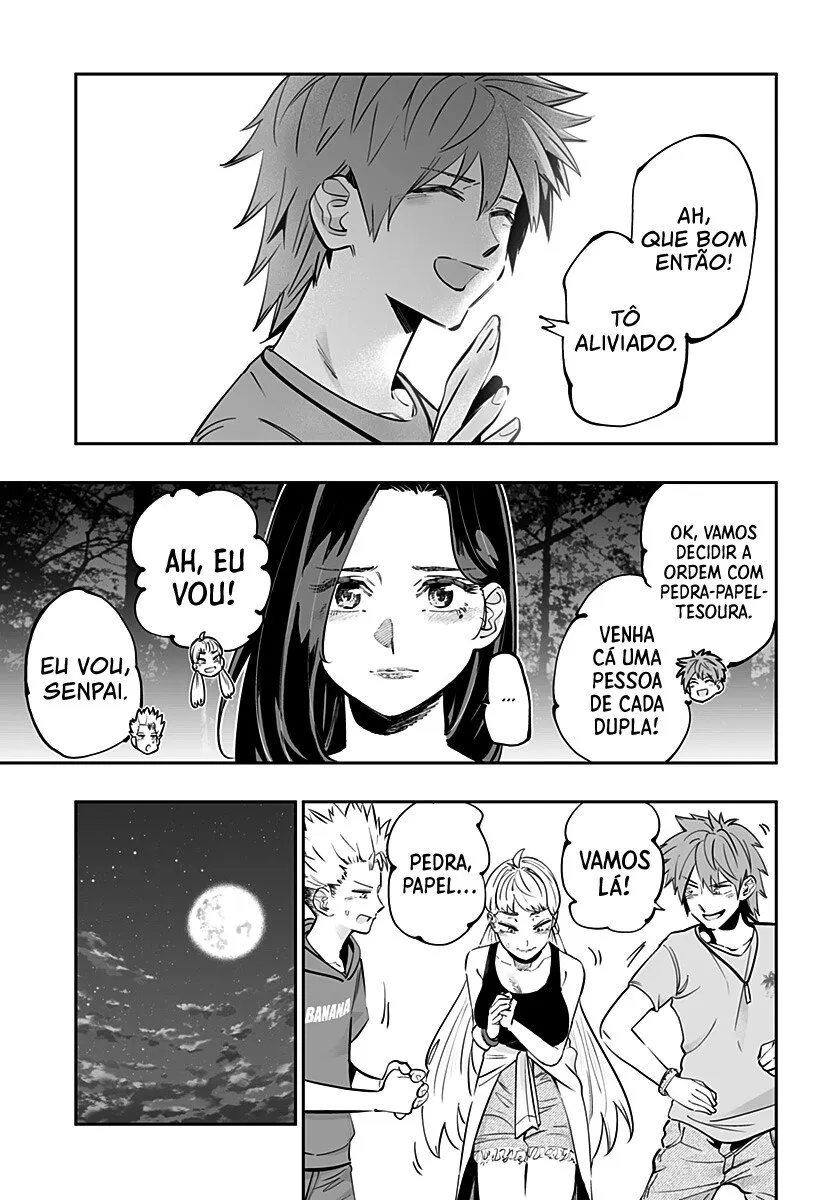 AH,
QUE BOM
ENTÃO!
TÔ
ALIVIADO.
OK, VAMOS
DECIDIR A
ORDEM COM
PEDRA-PAPEL-
TESOURA.
VENHA
CÁ UMA
PESSOA
DE CADA
DUPLA!
...
AH, EU
VOU!
EU VOU,
SENPAI.
VAMOS
LÁ!
PEDRA,
PAPEL...
BANANA